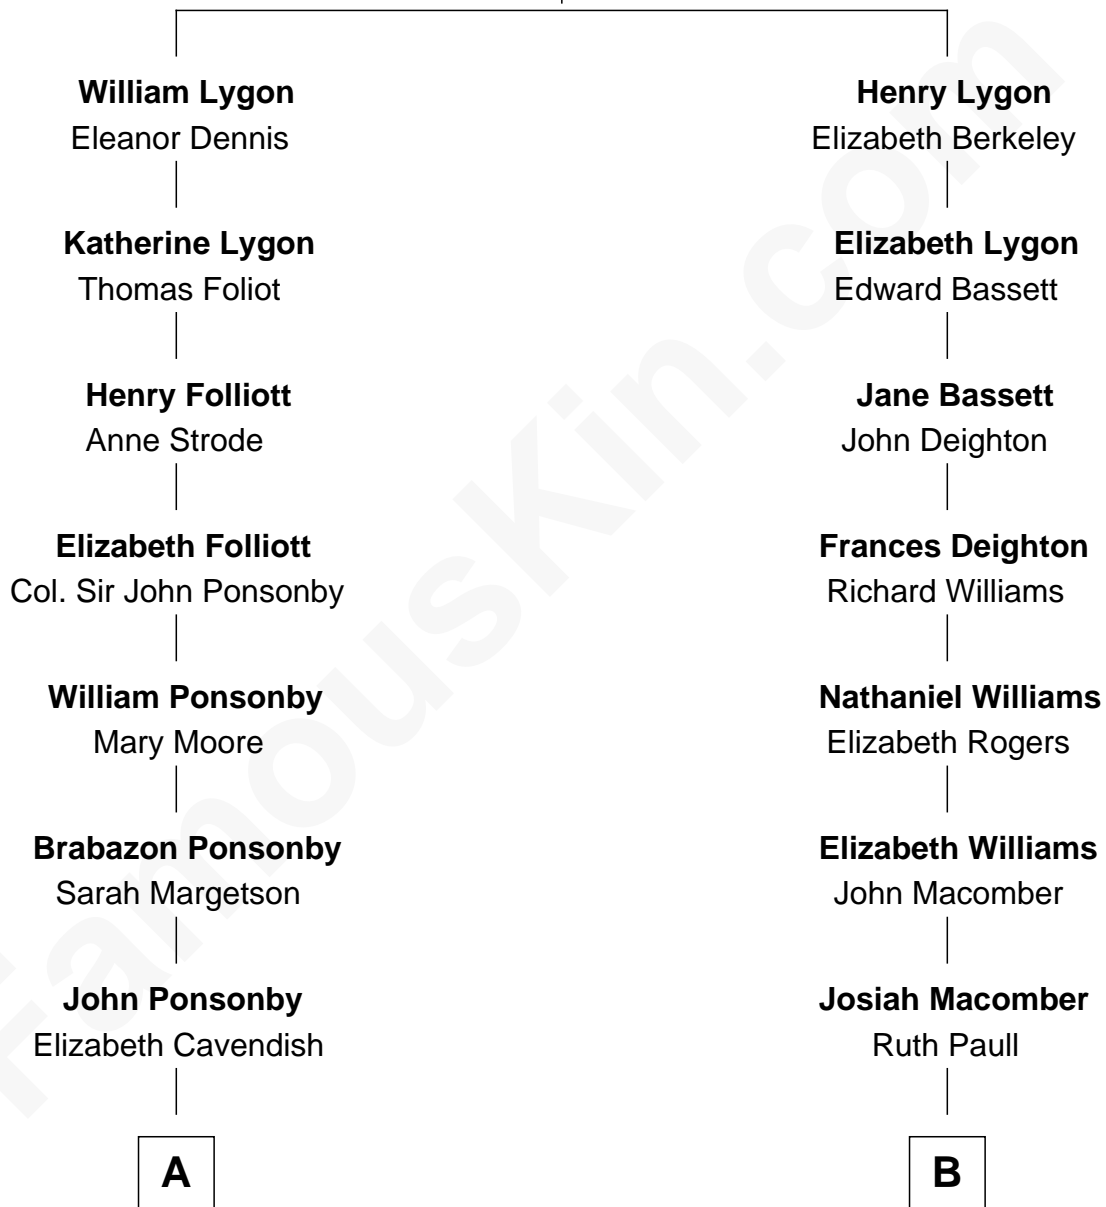 William Lygon
Eleanor Dennis
Katherine Lygon
Thomas Foliot
Henry Folliott
Anne Strode
Elizabeth Folliott
Col. Sir John Ponsonby
William Ponsonby
Mary Moore
Brabazon Ponsonby
Sarah Margetson
John Ponsonby
Elizabeth Cavendish
A
Henry Lygon
Elizabeth Berkeley
Elizabeth Lygon
Edward Bassett
Jane Bassett
John Deighton
Frances Deighton
Richard Williams
Nathaniel Williams
Elizabeth Rogers
Elizabeth Williams
John Macomber
Josiah Macomber
Ruth Paull
B
FamousKin.com